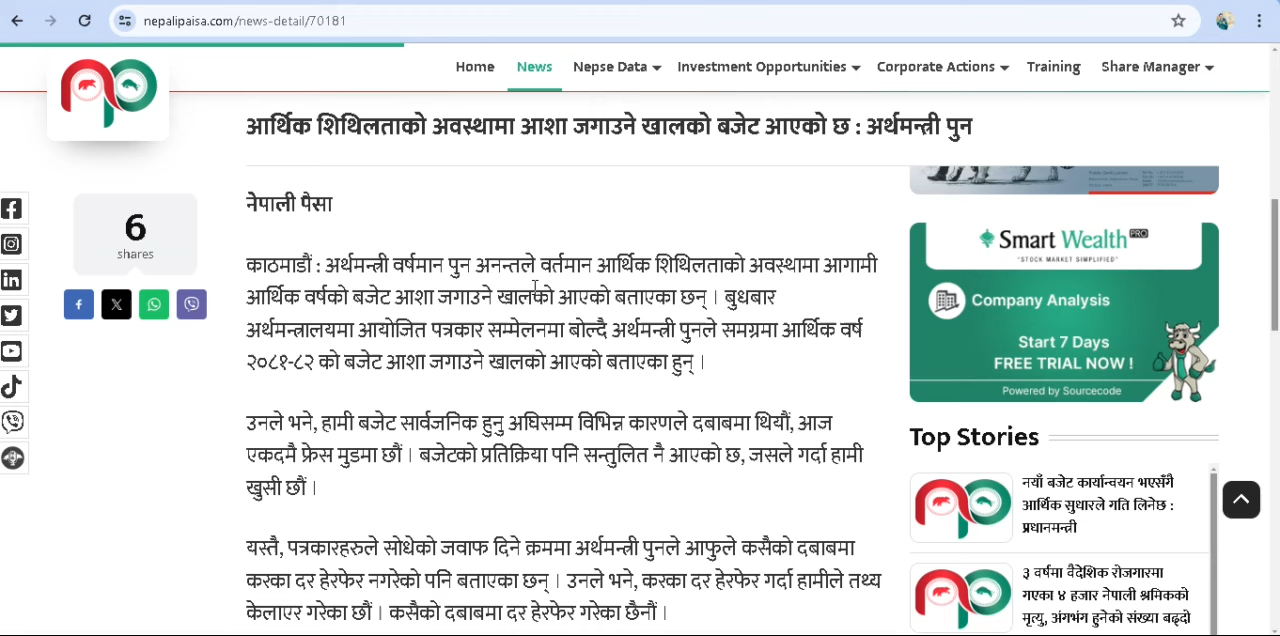 nepalipaisa.com/news-detail/70181
Home News Nepse Data Investment Opportunities Corporate Actions Training Share Manager
आर्थिक शिथिलताको अवस्थामा आशा जगाउने खालको बजेट आएको छ : अर्थमन्त्री पुन
6
shares
नेपाली पैसा
काठमाडौं : अर्थमन्त्री वर्षमान पुन अनन्तले वर्तमान आर्थिक शिथिलताको अवस्थामा आगामी
आर्थिक वर्षको बजेट आशा जगाउने खालको आएको बताएका छन् । बुधबार
अर्थमन्त्रालयमा आयोजित पत्रकार सम्मेलनमा बोल्दै अर्थमन्त्री पुनले समग्रमा आर्थिक वर्ष
२०८१-८२ को बजेट आशा जगाउने खालको आएको बताएका हुन् ।
उनले भने, हामी बजेट सार्वजनिक हुनु अघिसम्म विभिन्न कारणले दबाबमा थियौं, आज
एकदमै फ्रेस मुडमा छौं । बजेटको प्रतिक्रिया पनि सन्तुलित नै आएको छ, जसले गर्दा हामी
खुसी छौं ।
यस्तै, पत्रकारहरुले सोधेको जवाफ दिने क्रममा अर्थमन्त्री पुनले आफुले कसैको दबाबमा
करका दर हेरफेर नगरेको पनि बताएका छन् । उनले भने, करका दर हेरफेर गर्दा हामीले तथ्य
केलाएर गरेका छौं । कसैको दबाबमा दर हेरफेर गरेका छैनौं ।
Smart Wealth PRO
"STOCK MARKET SIMPLIFIED"
Company Analysis
Start 7 Days
FREE TRIAL NOW !
Powered by Sourcecode
Top Stories
नयाँ बजेट कार्यान्वयन भएसँगै
आर्थिक सुधारले गति लिनेछ :
प्रधानमन्त्री
३ वर्षमा वैदेशिक रोजगारमा
गएका ४ हजार नेपाली श्रमिकको
मृत्यु, अंगभंग हुनेको संख्या बढ्दो